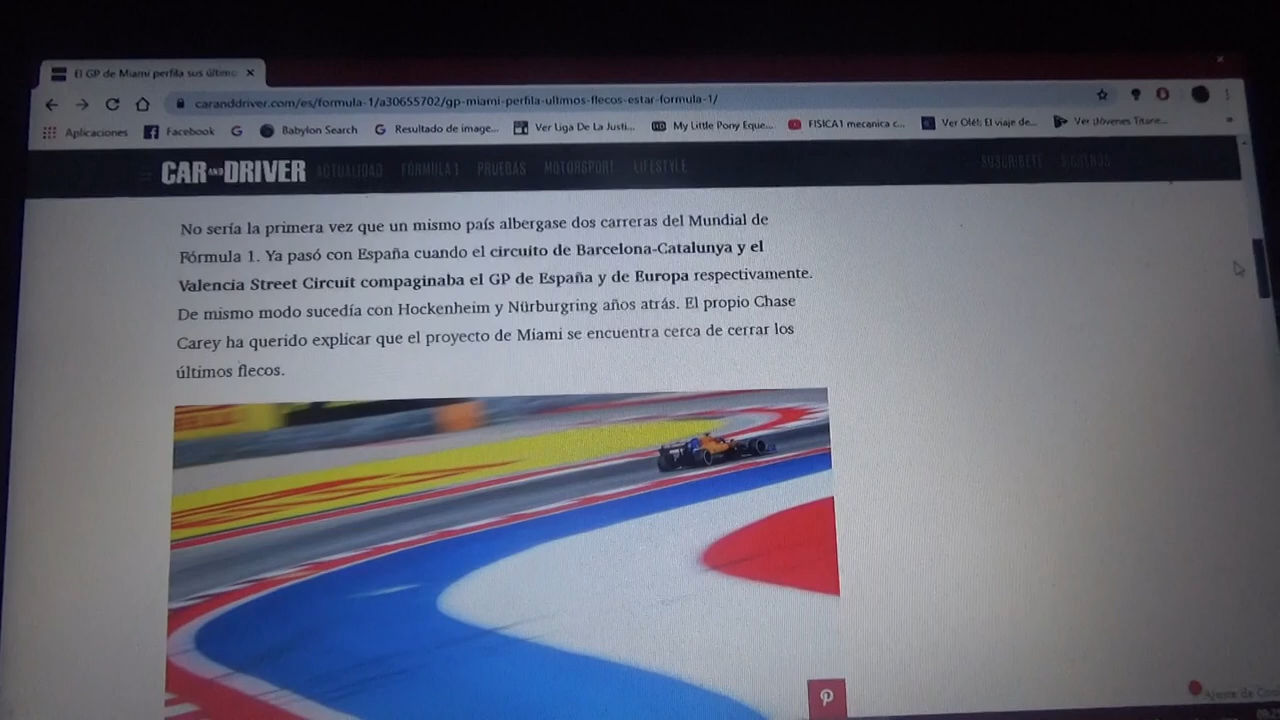 El GP de Miami perfila sus último
caranddriver.com/es/formula-1/a30655702/gp-miami-perfila-ultimos-flecos-estar-formula-1/
Aplicaciones Facebook Babylon Search Resultado de image... Ver Liga De La Justi... My Little Pony Eque... FISICA1 mecanica c... Ver Olé!: El viaje de... Ver ¡Jóvenes Titane...
CAR AND DRIVER ACTUALIDAD FÓRMULA 1 PRUEBAS MOTORSPORT LIFESTYLE SUSCRÍBETE SÍGUENOS
No sería la primera vez que un mismo país albergase dos carreras del Mundial de
Fórmula 1. Ya pasó con España cuando el circuito de Barcelona-Catalunya y el
Valencia Street Circuit compaginaba el GP de España y de Europa respectivamente.
De mismo modo sucedía con Hockenheim y Nürburgring años atrás. El propio Chase
Carey ha querido explicar que el proyecto de Miami se encuentra cerca de cerrar los
últimos flecos.